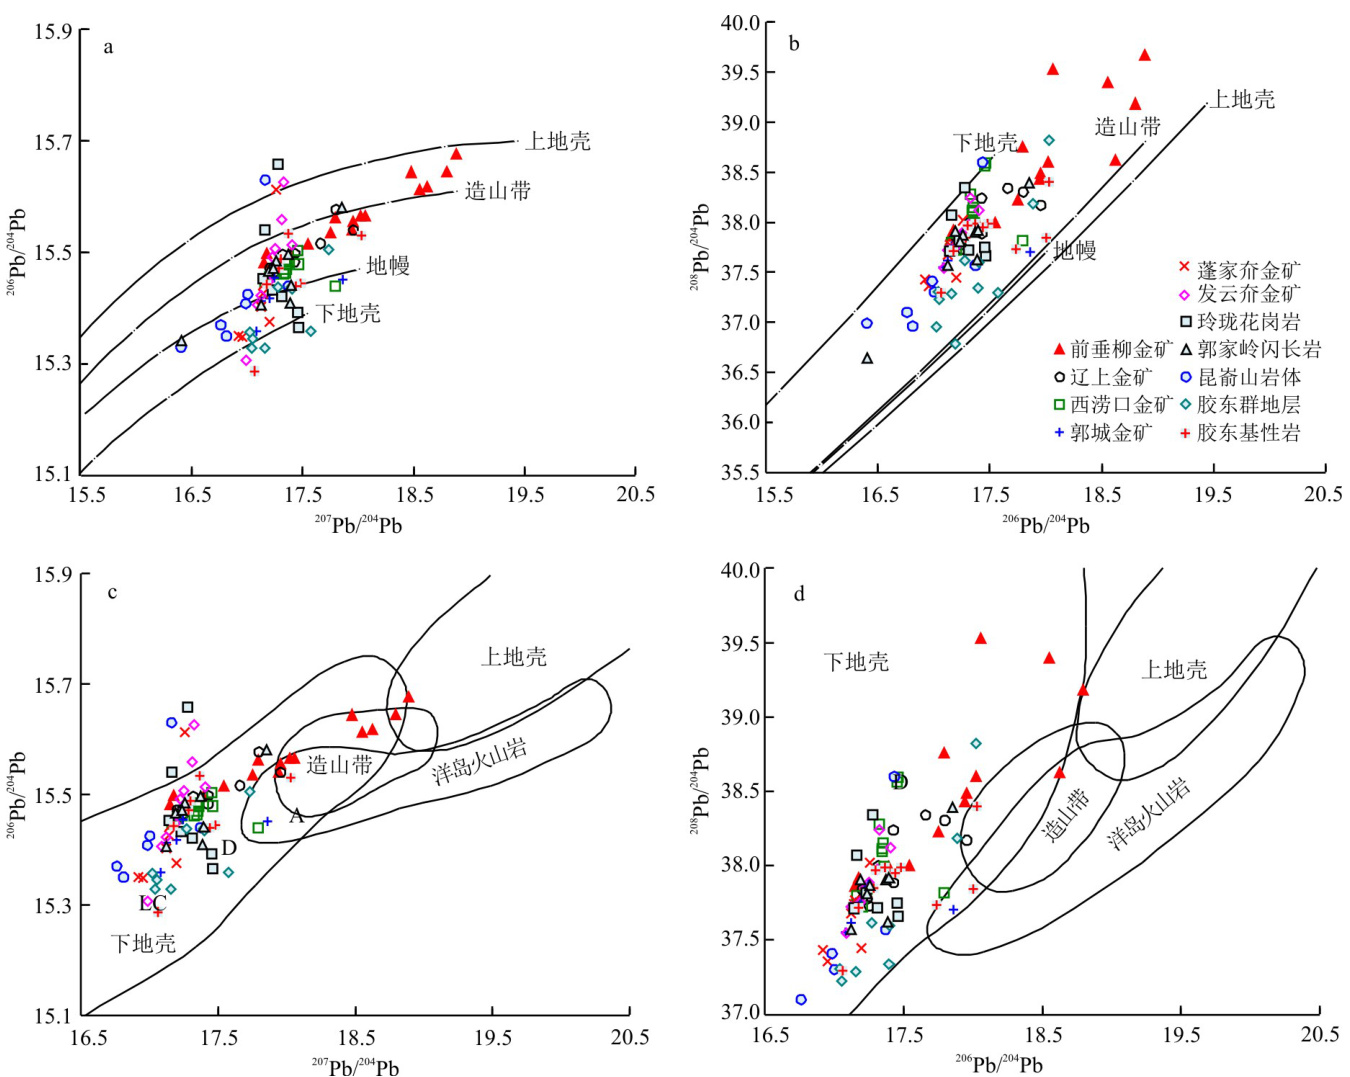 a
15.9
15.7
15.5
15.3
15.1
²⁰⁶Pb/²⁰⁴Pb
上地壳
造山带
地幔
下地壳
15.5 16.5 17.5 18.5 19.5 20.5
²⁰⁷Pb/²⁰⁴Pb
b
40.0
39.5
39.0
38.5
38.0
37.5
37.0
36.5
36.0
35.5
²⁰⁸Pb/²⁰⁴Pb
上地壳
造山带
下地壳
地幔
蓬家夼金矿
发云夼金矿
玲珑花岗岩
前垂柳金矿 郭家岭闪长岩
辽上金矿 昆嵛山岩体
西涝口金矿 胶东群地层
郭城金矿 胶东基性岩
15.5 16.5 17.5 18.5 19.5 20.5
²⁰⁶Pb/²⁰⁴Pb
c
15.9
15.7
15.5
15.3
15.1
²⁰⁶Pb/²⁰⁴Pb
上地壳
造山带
洋岛火山岩
A
D
LC
下地壳
16.5 17.5 18.5 19.5 20.5
²⁰⁷Pb/²⁰⁴Pb
d
40.0
39.5
39.0
38.5
38.0
37.5
37.0
²⁰⁸Pb/²⁰⁴Pb
下地壳
上地壳
造山带
洋岛火山岩
16.5 17.5 18.5 19.5 20.5
²⁰⁶Pb/²⁰⁴Pb